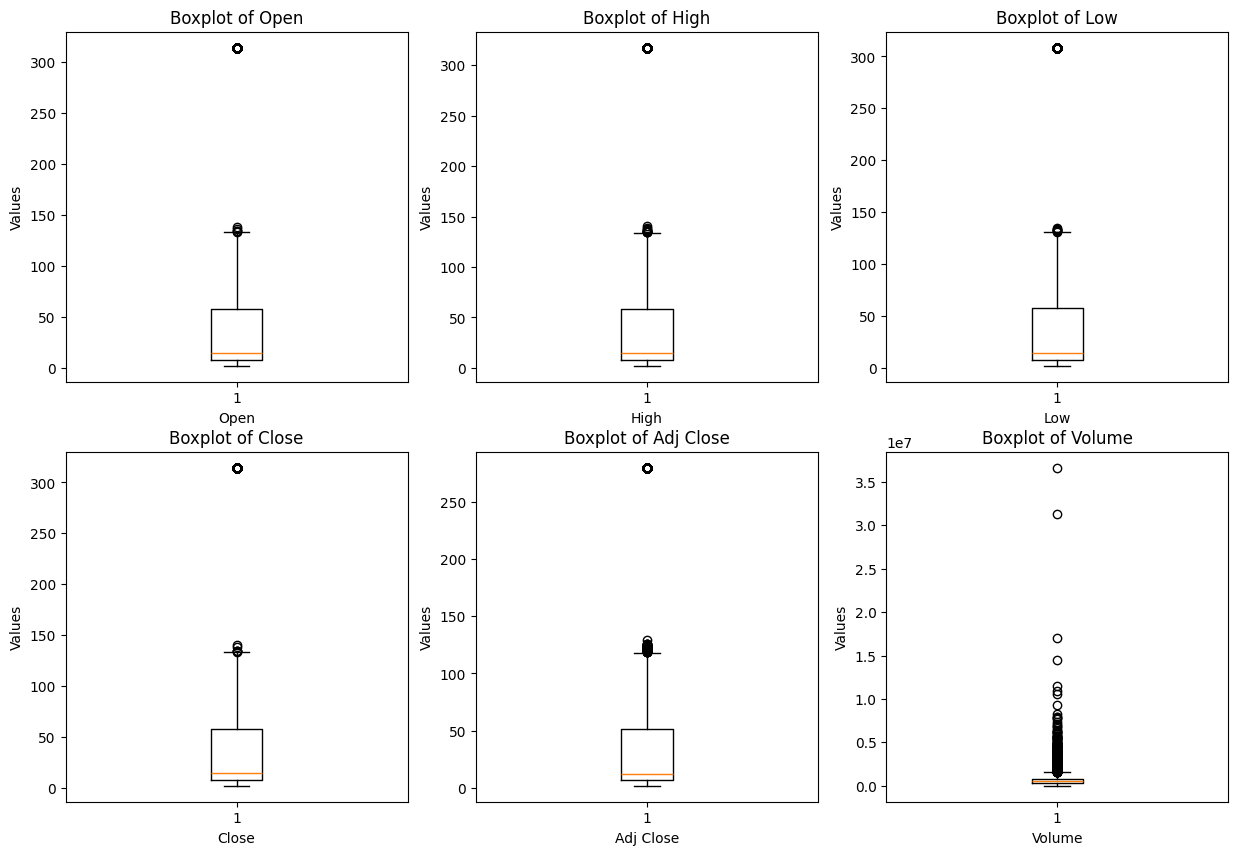 Boxplot of Open
300
250
200
150
100
50
0
Values
1
Open
Boxplot of High
300
250
200
150
100
50
0
Values
1
High
Boxplot of Low
300
250
200
150
100
50
0
Values
1
Low
Boxplot of Close
300
250
200
150
100
50
0
Values
1
Close
Boxplot of Adj Close
250
200
150
100
50
0
Values
1
Adj Close
Boxplot of Volume
1e7
3.5
3.0
2.5
2.0
1.5
1.0
0.5
0.0
Values
1
Volume